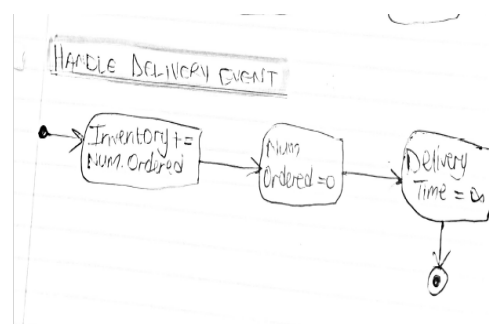 HANDLE DELIVERY EVENT
Inventory +=
Num. Ordered
Num
Ordered = 0
Delivery
Time = ∞